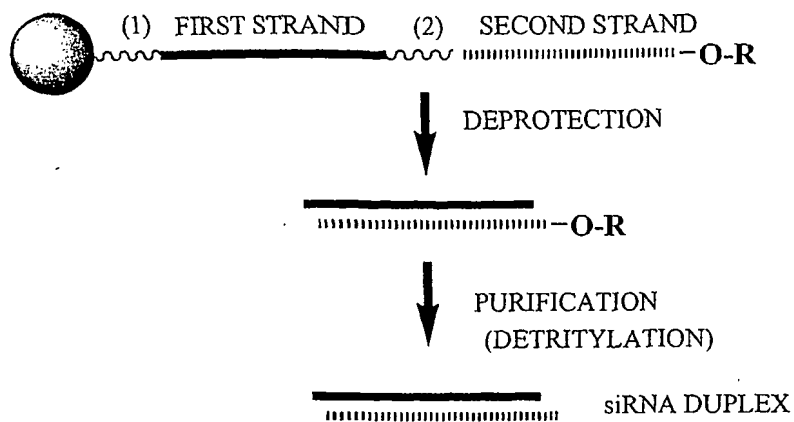 (1) FIRST STRAND (2) SECOND STRAND
-O-R
DEPROTECTION
-O-R
PURIFICATION
(DETRITYLATION)
siRNA DUPLEX